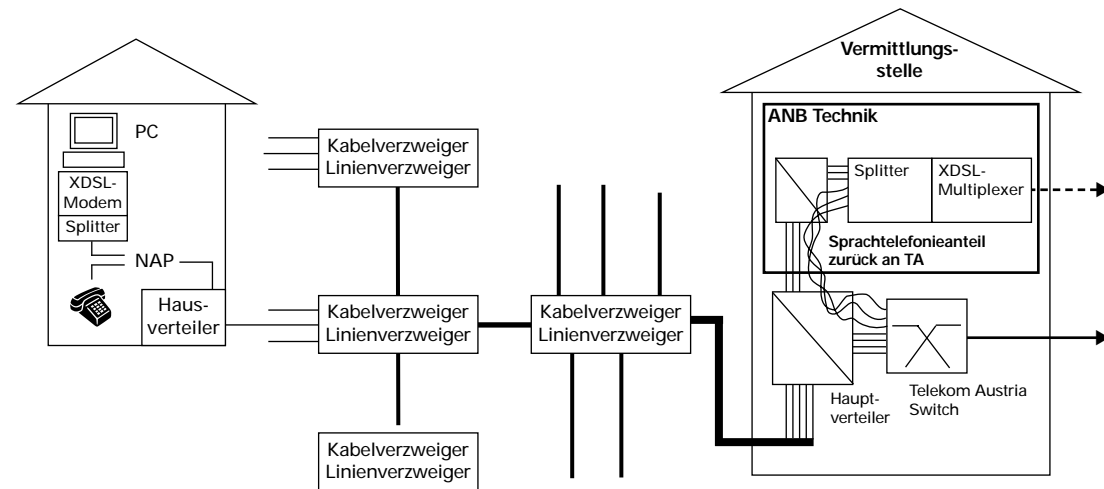 PC
XDSL-
Modem
Splitter
NAP
Haus-
verteiler
Kabelverzweiger
Linienverzweiger
Kabelverzweiger
Linienverzweiger
Kabelverzweiger
Linienverzweiger
Kabelverzweiger
Linienverzweiger
Vermittlungs-
stelle
ANB Technik
Splitter
XDSL-
Multiplexer
Sprachtelefonieanteil
zurück an TA
Haupt-
verteiler
Telekom Austria
Switch